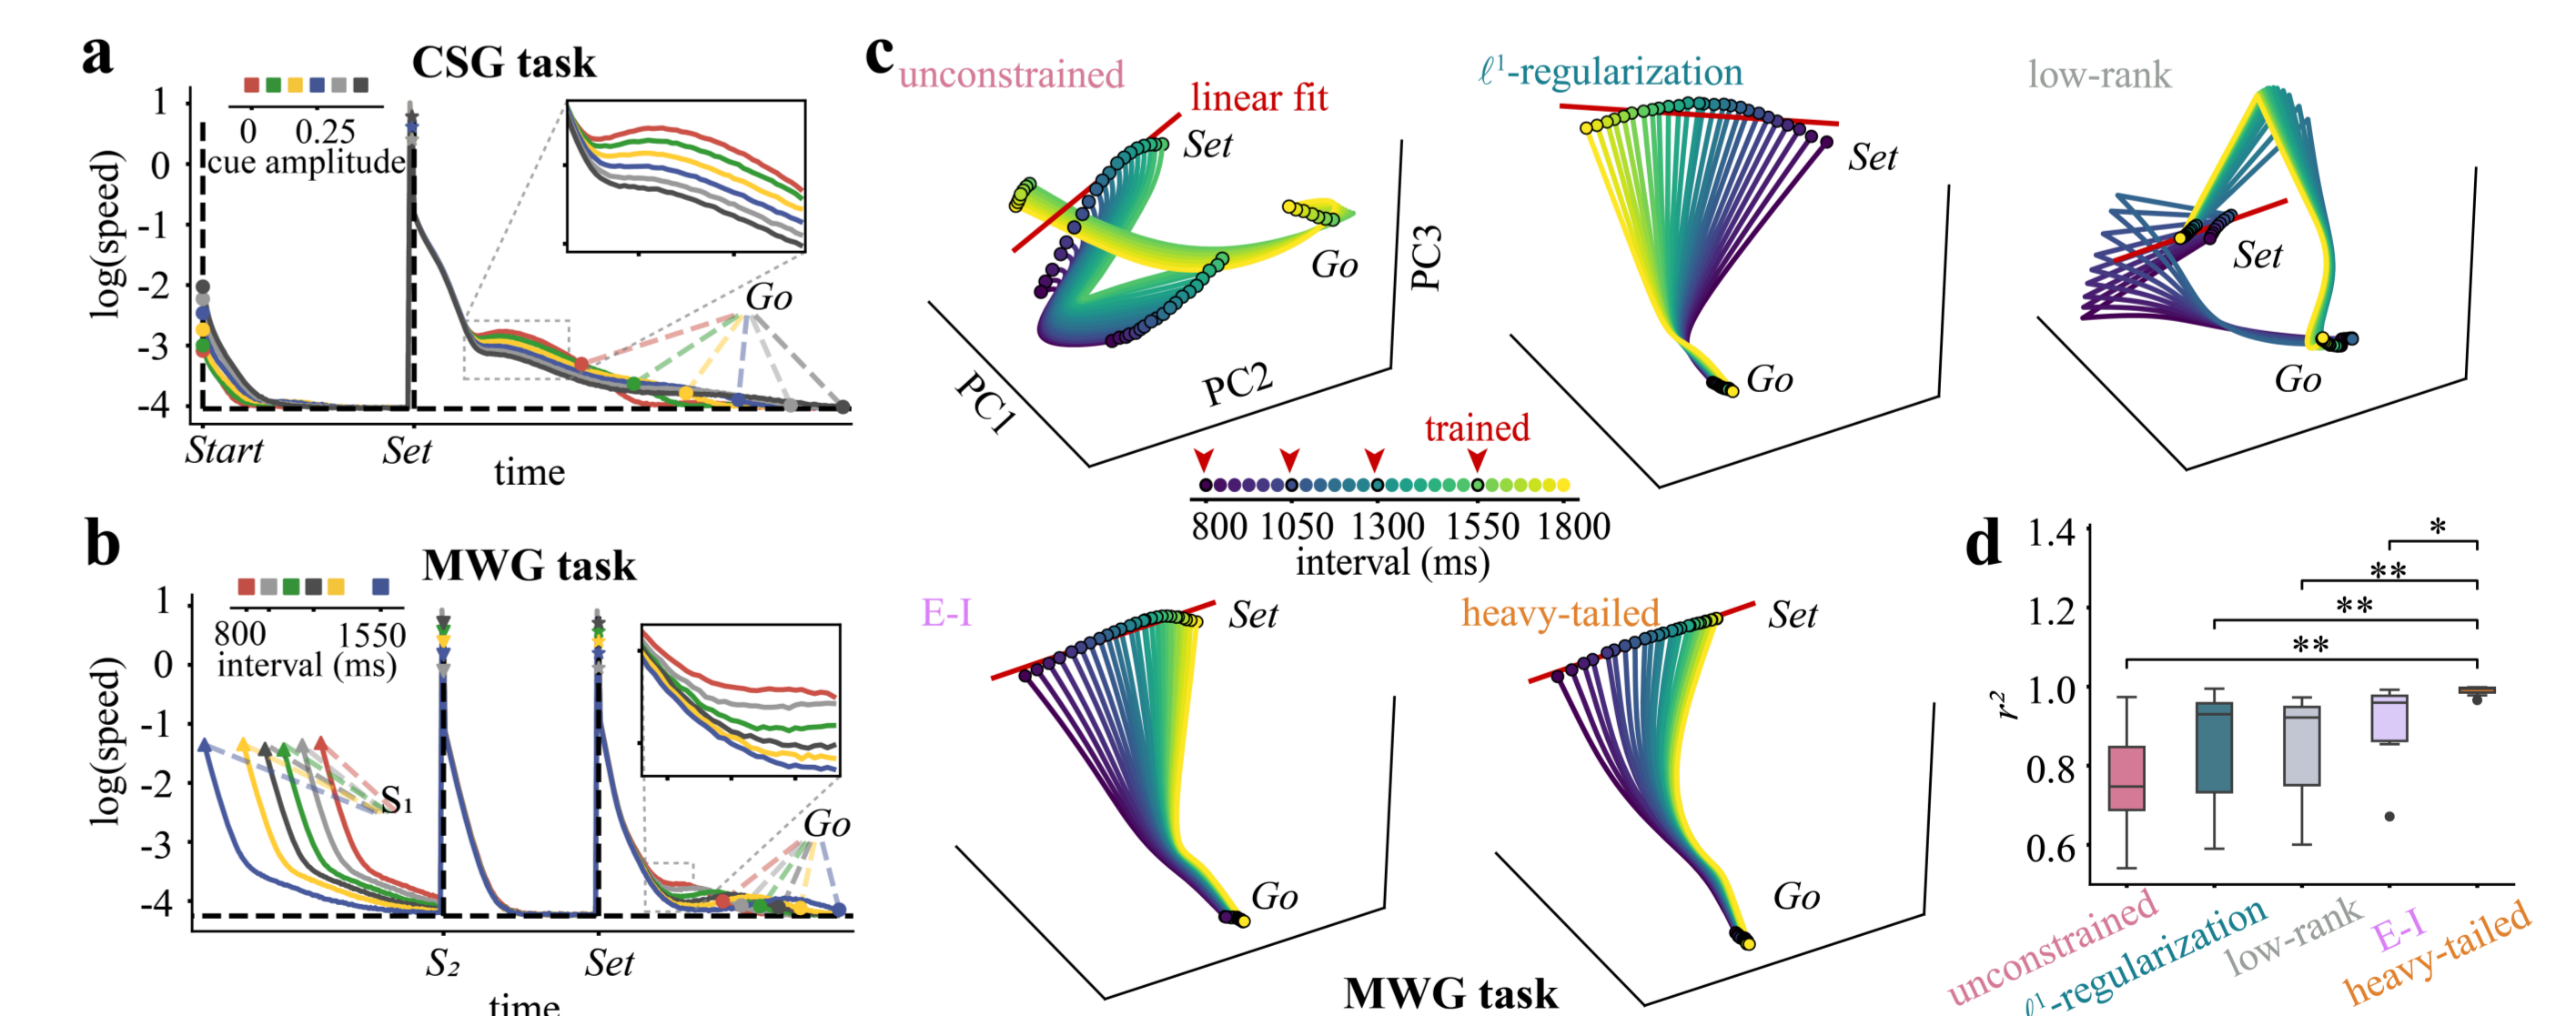 a
CSG task
0 0.25
cue amplitude
1
0
-1
-2
-3
-4
log(speed)
Go
Start Set
time
b
MWG task
800 1550
interval (ms)
1
0
-1
-2
-3
-4
log(speed)
S₁
Go
S₂ Set
time
c
unconstrained
linear fit
Set
Go
PC1
PC2
PC3
ℓ¹-regularization
Set
Go
low-rank
Set
Go
trained
800 1050 1300 1550 1800
interval (ms)
E-I
Set
Go
heavy-tailed
Set
Go
MWG task
d
1.4
1.2
1.0
0.8
0.6
r²
*
**
**
**
unconstrained
ℓ¹-regularization
low-rank
E-I
heavy-tailed